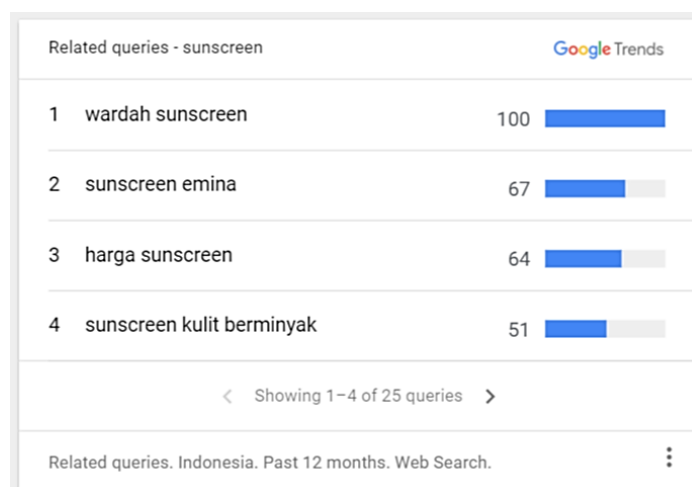 Related queries - sunscreen Google Trends
1 wardah sunscreen 100
2 sunscreen emina 67
3 harga sunscreen 64
4 sunscreen kulit berminyak 51
Showing 1–4 of 25 queries
Related queries. Indonesia. Past 12 months. Web Search.